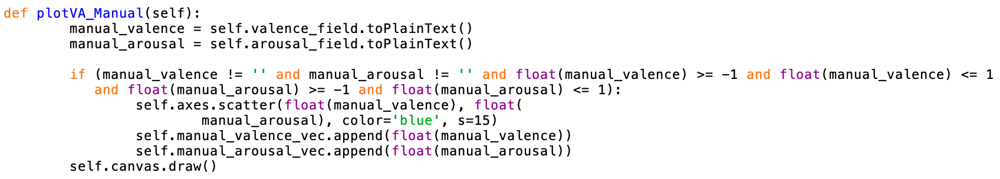 def plotVA_Manual(self):
        manual_valence = self.valence_field.toPlainText()
        manual_arousal = self.arousal_field.toPlainText()

        if (manual_valence != '' and manual_arousal != '' and float(manual_valence) >= -1 and float(manual_valence) <= 1
           and float(manual_arousal) >= -1 and float(manual_arousal) <= 1):
                self.axes.scatter(float(manual_valence), float(
                        manual_arousal), color='blue', s=15)
                self.manual_valence_vec.append(float(manual_valence))
                self.manual_arousal_vec.append(float(manual_arousal))
        self.canvas.draw()